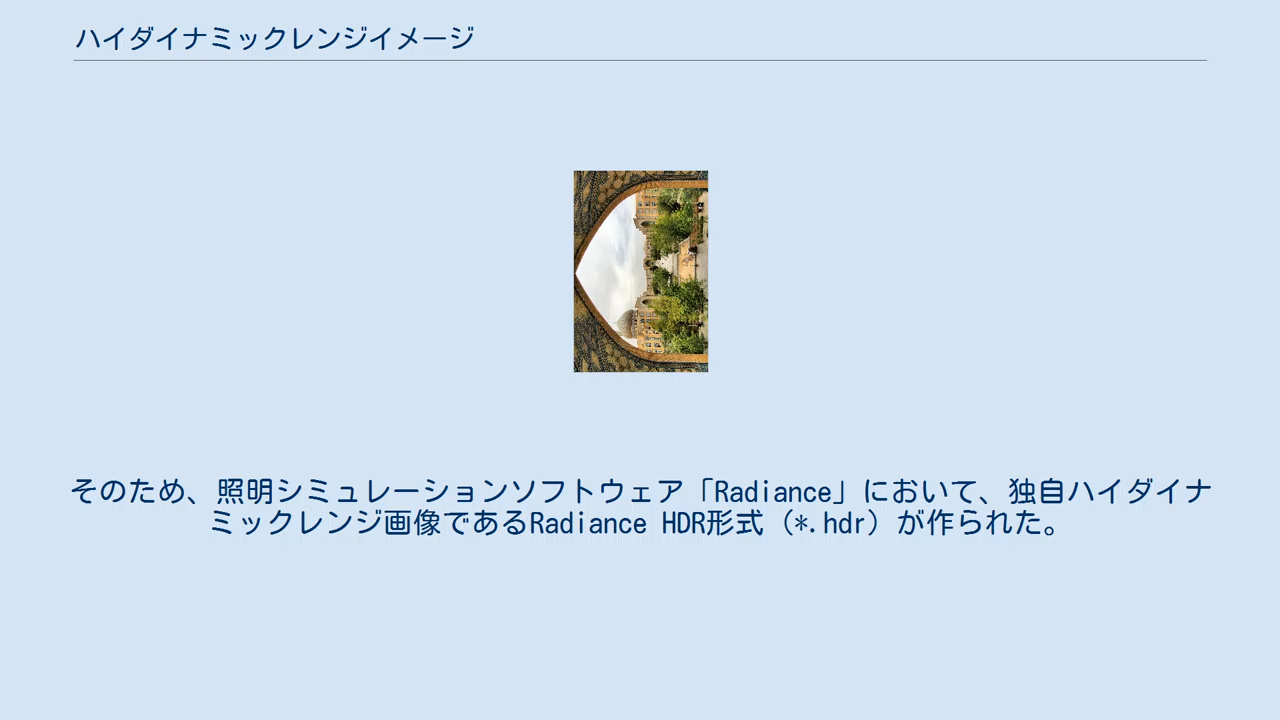 ハイダイナミックレンジイメージ
そのため、照明シミュレーションソフトウェア「Radiance」において、独自ハイダイナ
ミックレンジ画像であるRadiance HDR形式（*.hdr）が作られた。